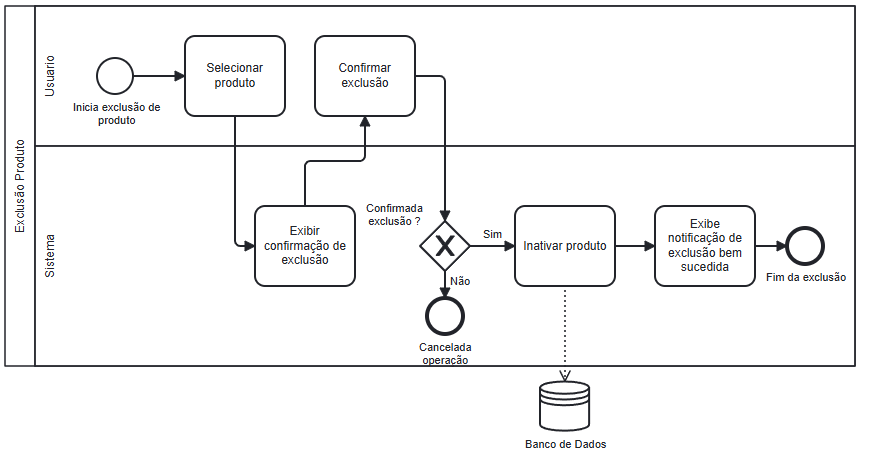 Exclusão Produto
Usuario
Inicia exclusão de
produto
Selecionar
produto
Confirmar
exclusão
Sistema
Exibir
confirmação de
exclusão
Confirmada
exclusão ?
Sim
Não
Cancelada
operação
Inativar produto
Exibe
notificação de
exclusão bem
sucedida
Fim da exclusão
Banco de Dados